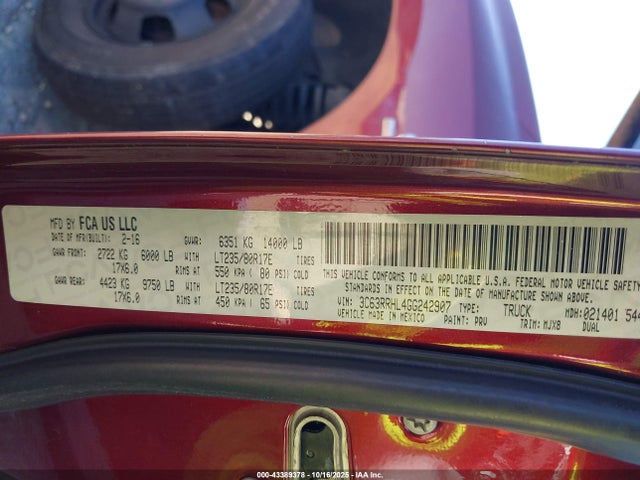 MFD BY FCA US LLC
DATE OF MFR(BUILT): 2-16 GVWR: 6351 KG 14000 LB
GAWR FRONT: 2722 KG 6000 LB WITH LT235/80R17E TIRES
17X6.0 RIMS AT 550 KPA ( 80 PSI) COLD
GAWR REAR: 4423 KG 9750 LB WITH LT235/80R17E TIRES
17X6.0 RIMS AT 450 KPA ( 65 PSI) COLD
THIS VEHICLE CONFORMS TO ALL APPLICABLE U.S.A. FEDERAL MOTOR VEHICLE SAFETY
STANDARDS IN EFFECT ON THE DATE OF MANUFACTURE SHOWN ABOVE.
VIN: 3C63RRHL4GG242907 TYPE: TRUCK MDH: 021401 544
VEHICLE MADE IN MEXICO PAINT: PRV TRIM: MJX8 DUAL
000-43389378 10/16/2025 IAA Inc.